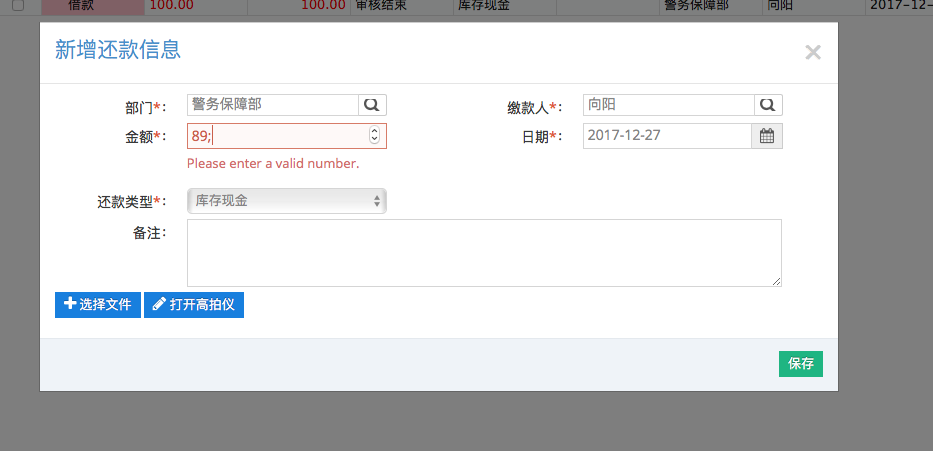 借款 100.00 100.00 审核结束 库存现金 警务保障部 向阳 2017-12-
新增还款信息 ×
部门*: 警务保障部 缴款人*: 向阳
金额*: 89; 日期*: 2017-12-27
Please enter a valid number.
还款类型*: 库存现金
备注:
选择文件 打开高拍仪
保存